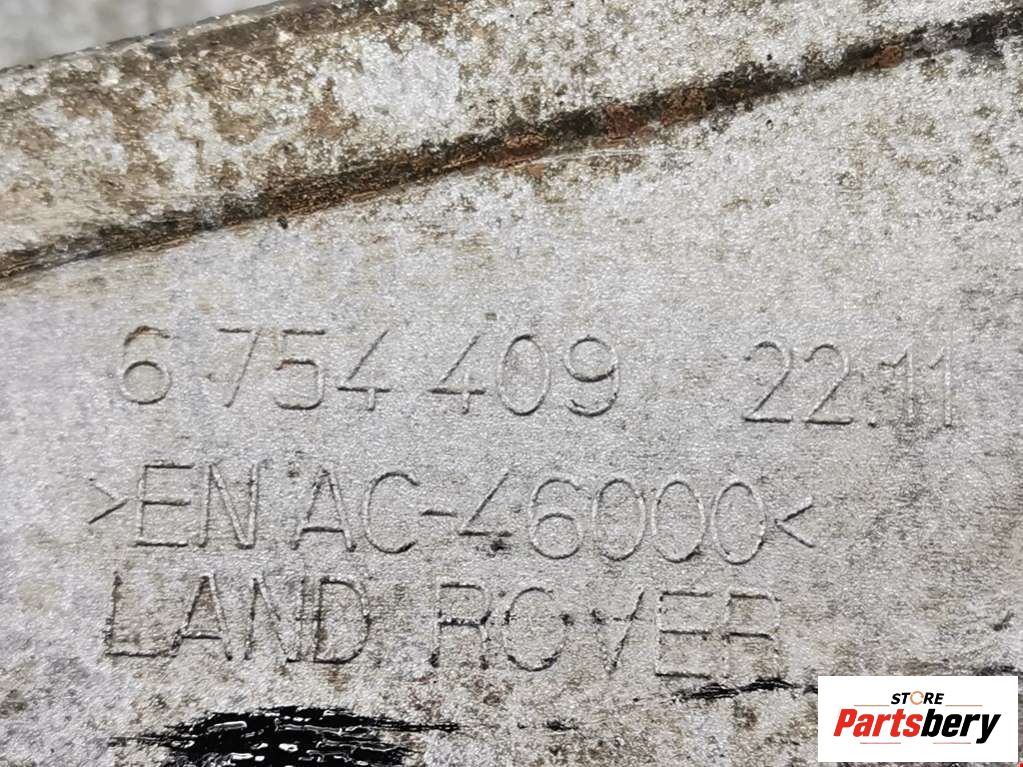 6 754 409 22.11
>EN AC-46000<
LAND ROVER
STORE
Partsbery